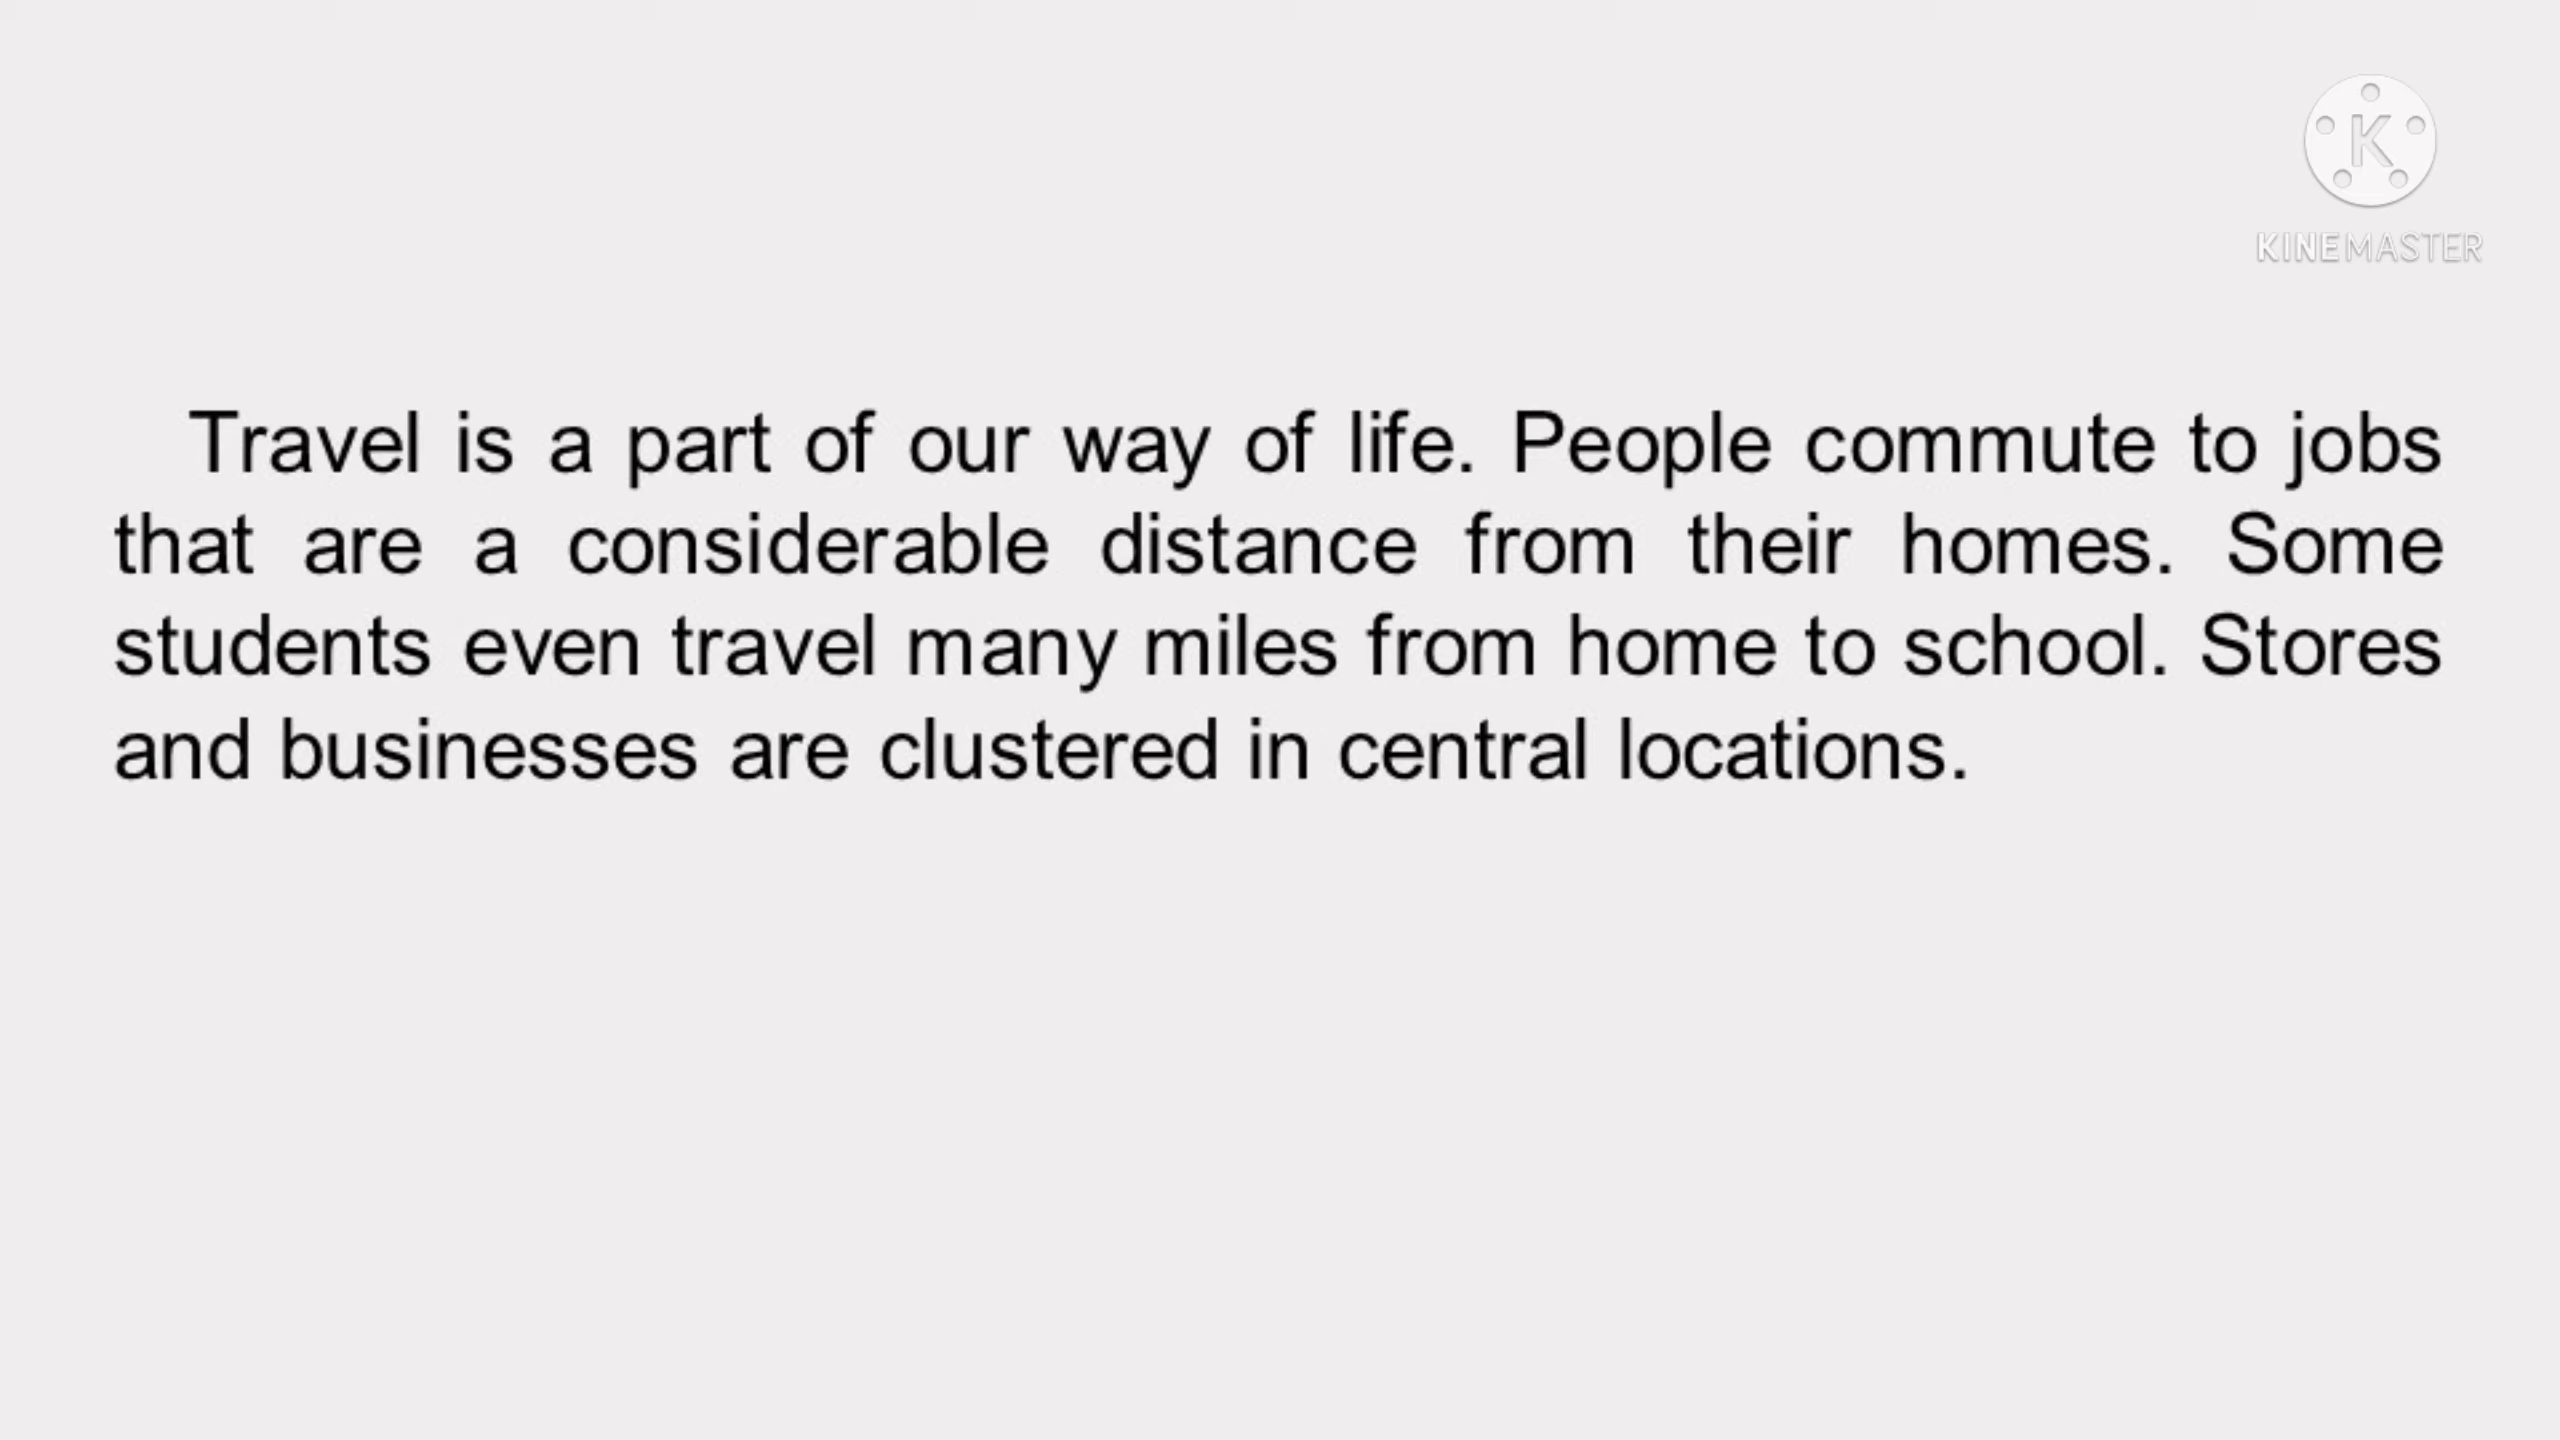 KINEMASTER
Travel is a part of our way of life. People commute to jobs
that are a considerable distance from their homes. Some
students even travel many miles from home to school. Stores
and businesses are clustered in central locations.